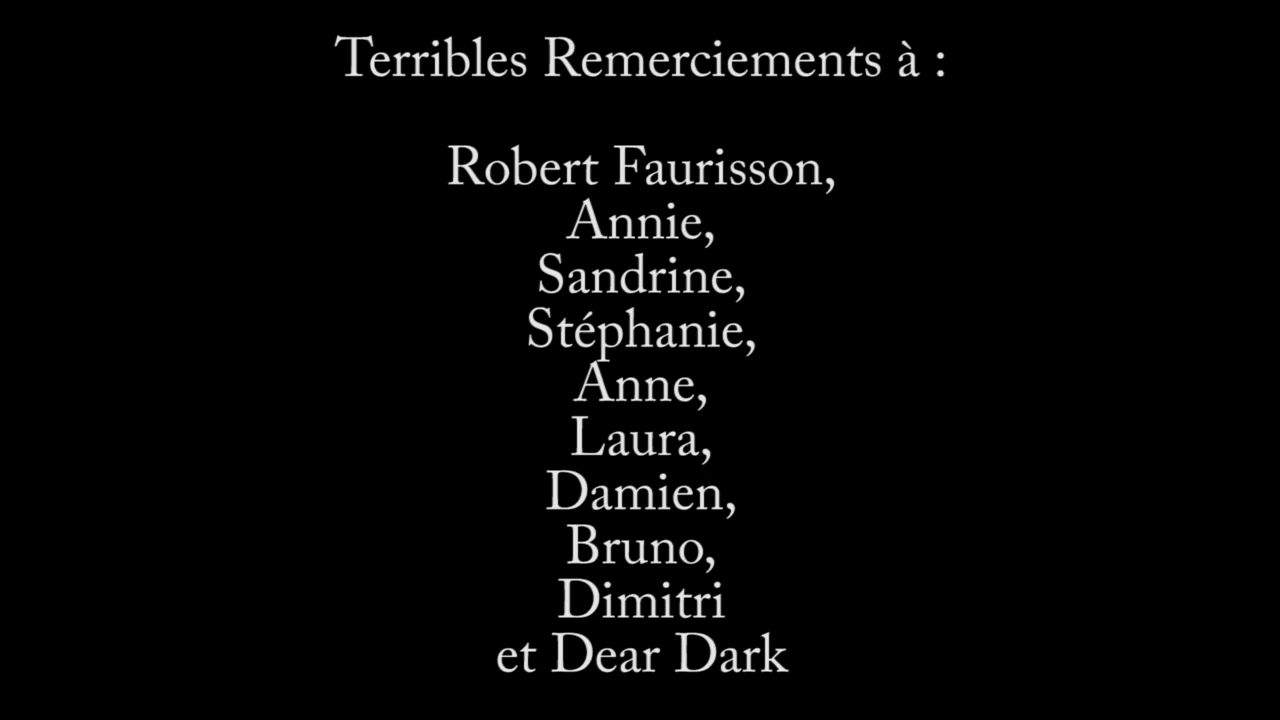 Terribles Remerciements à :
Robert Faurisson,
Annie,
Sandrine,
Stéphanie,
Anne,
Laura,
Damien,
Bruno,
Dimitri
et Dear Dark